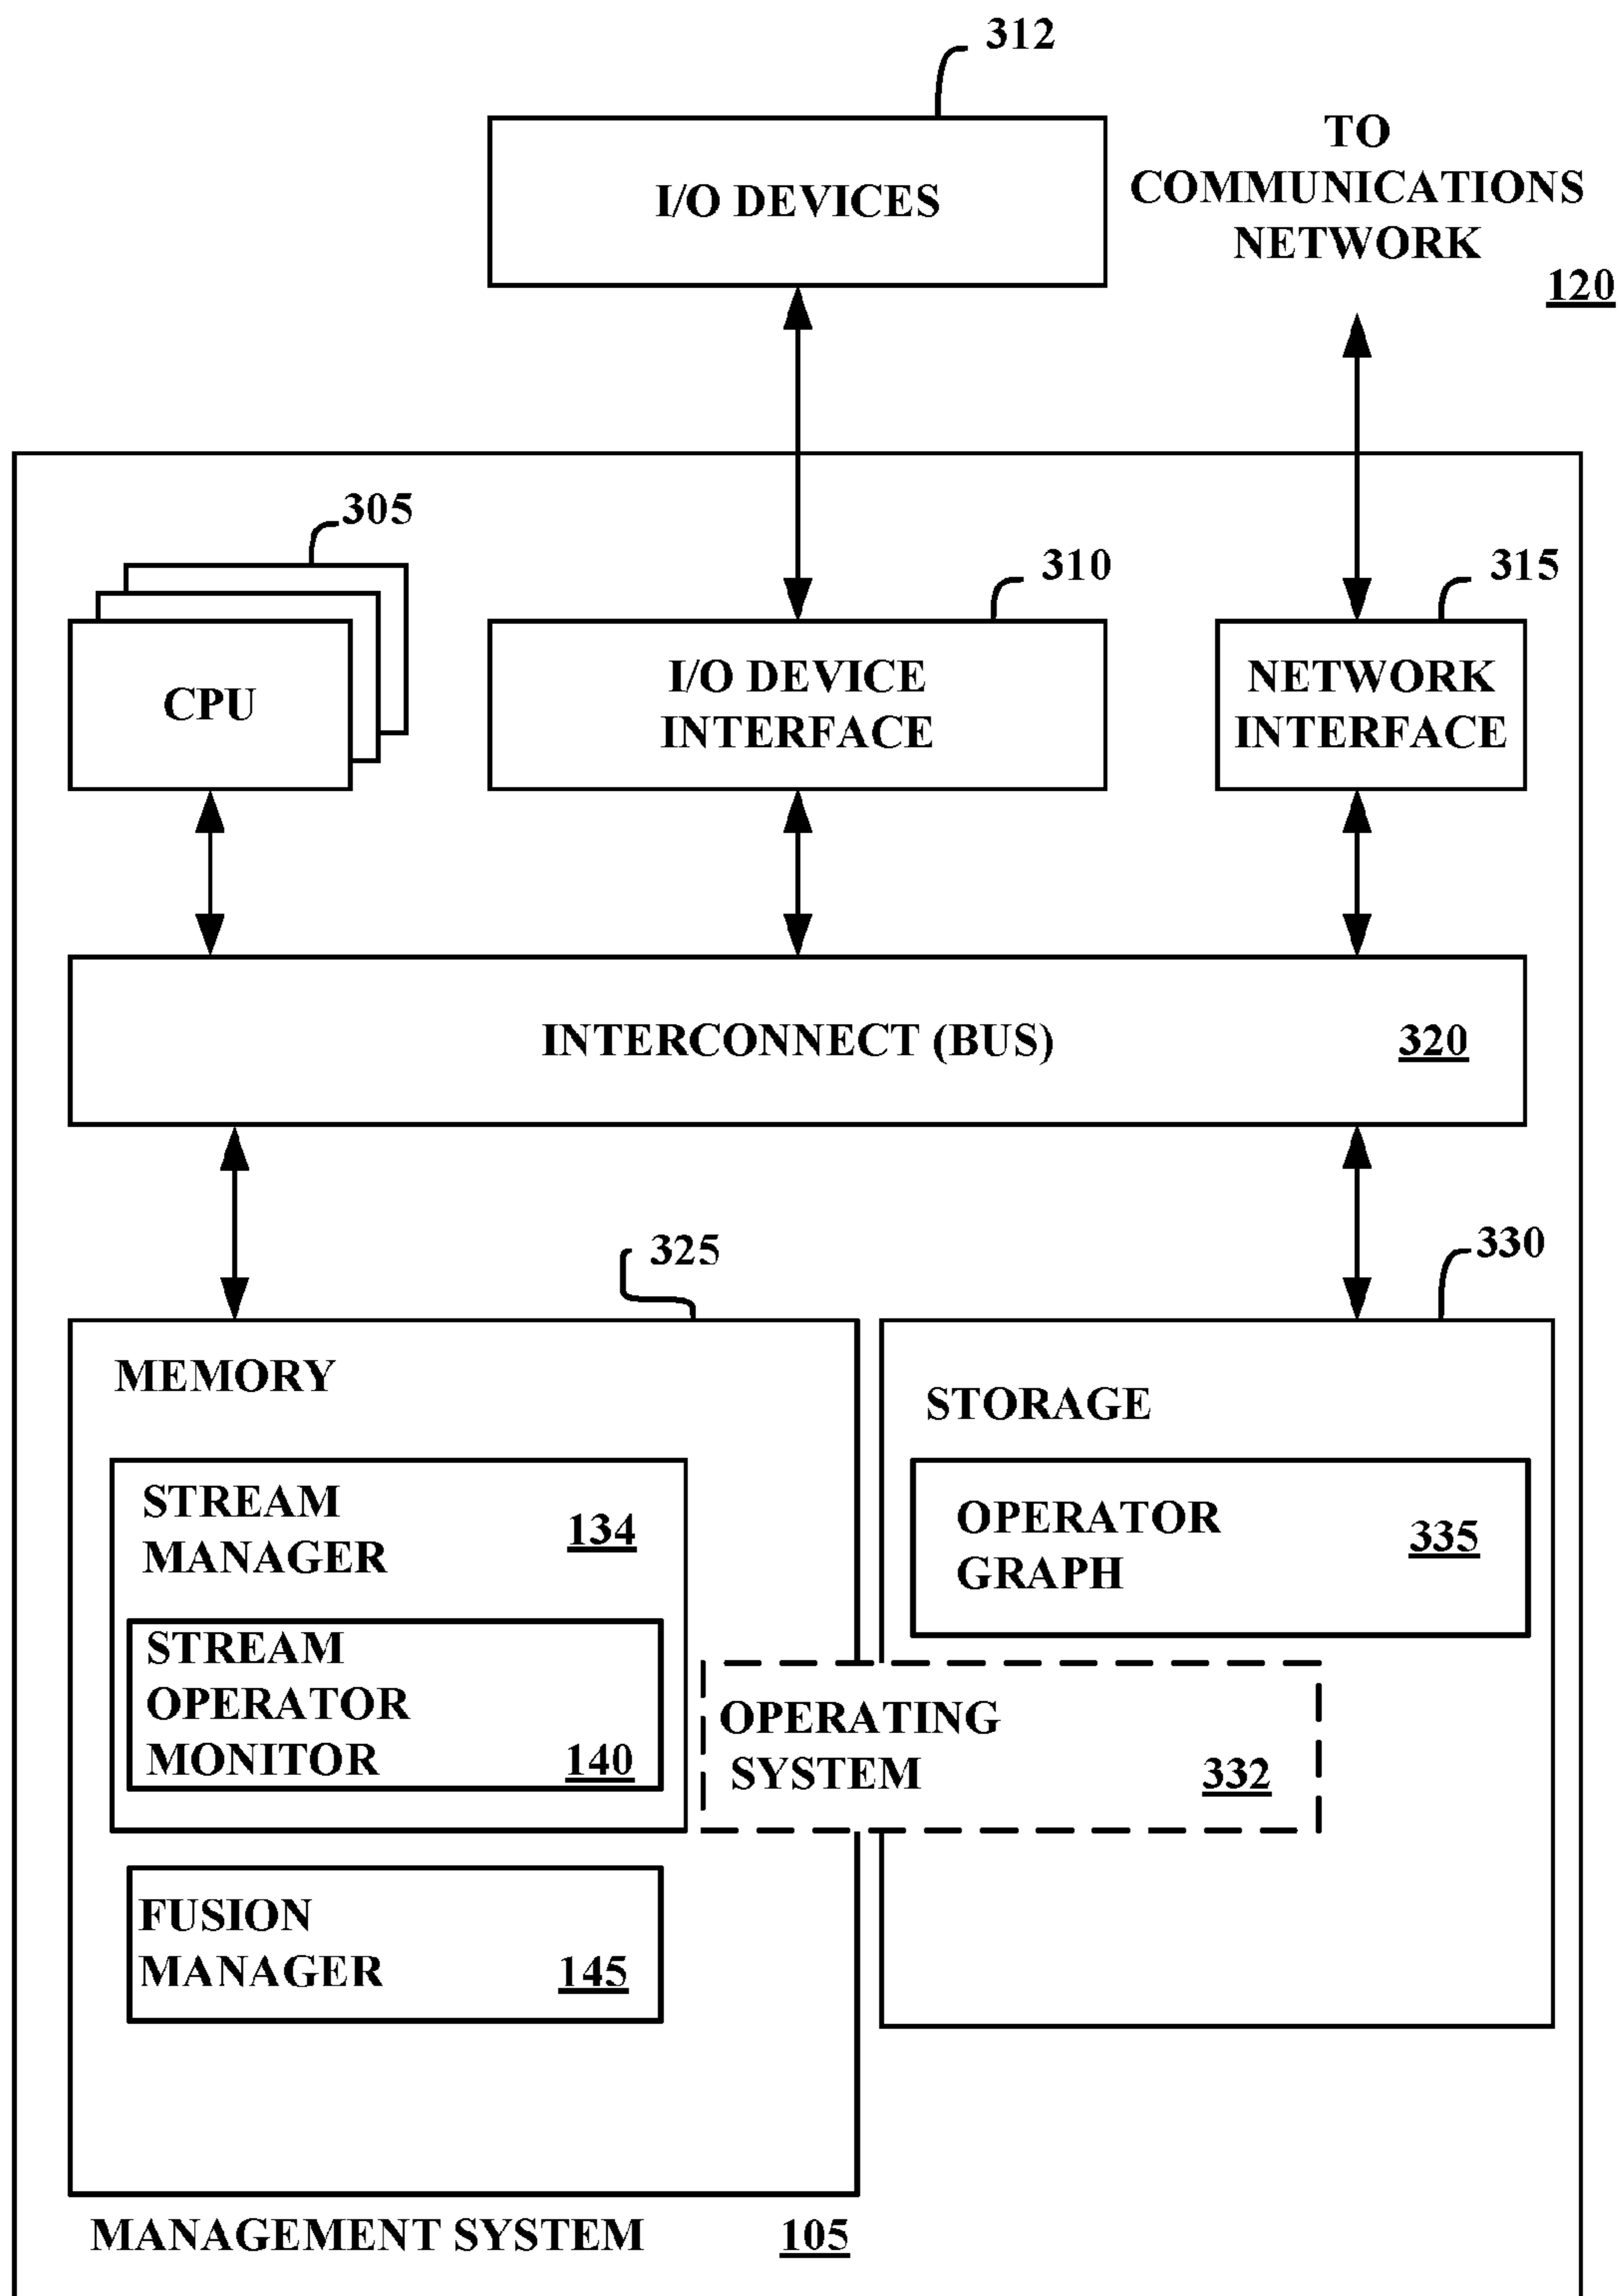 312
I/O DEVICES
TO
COMMUNICATIONS
NETWORK
120
305
310
315
CPU
I/O DEVICE
INTERFACE
NETWORK
INTERFACE
INTERCONNECT (BUS)
320
325
330
MEMORY
STORAGE
STREAM
MANAGER
134
OPERATOR
GRAPH
335
STREAM
OPERATOR
MONITOR
140
OPERATING
SYSTEM
332
FUSION
MANAGER
145
MANAGEMENT SYSTEM
105